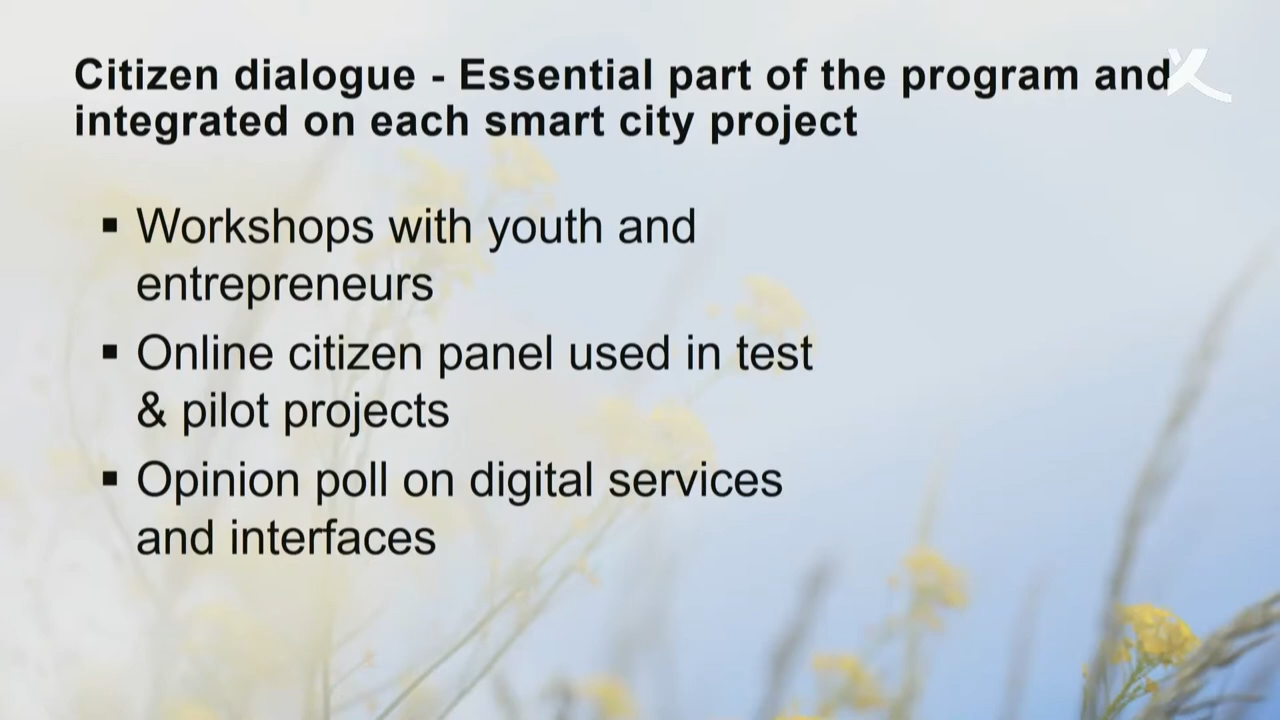 Citizen dialogue - Essential part of the program and
integrated on each smart city project
▪ Workshops with youth and
entrepreneurs
▪ Online citizen panel used in test
& pilot projects
▪ Opinion poll on digital services
and interfaces